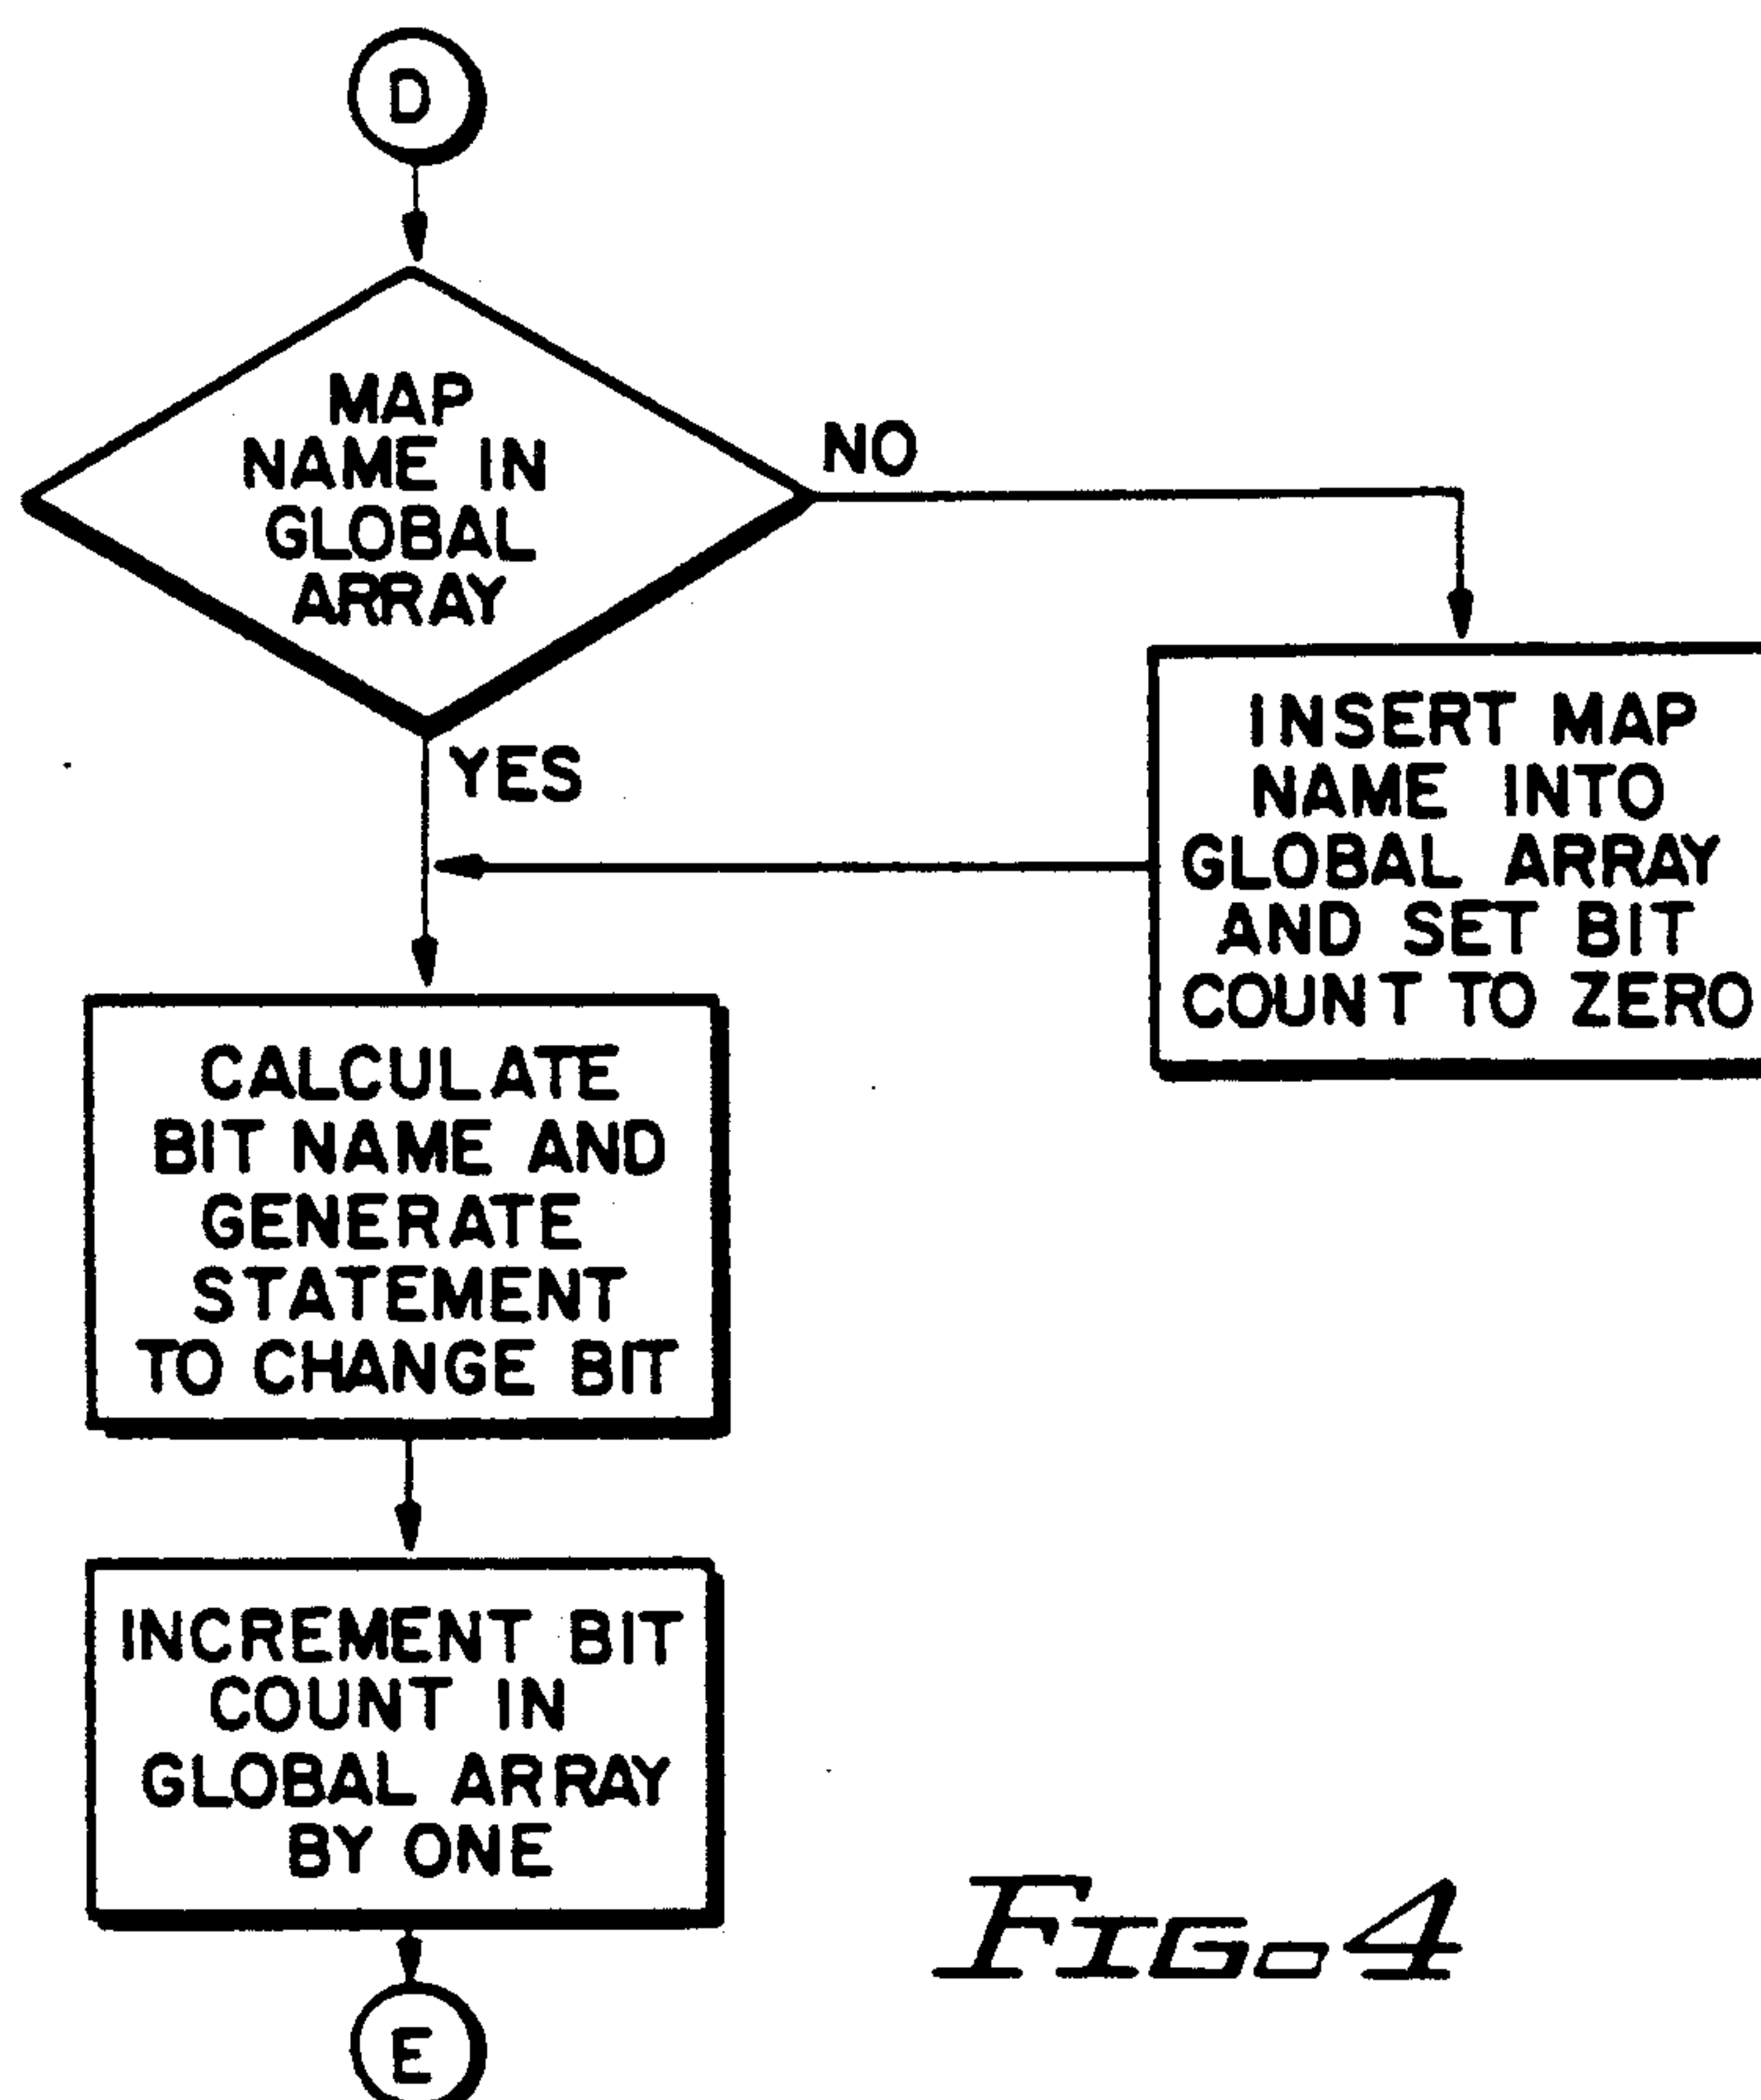 D
MAP
NAME IN
GLOBAL
ARRAY
NO
YES
INSERT MAP
NAME INTO
GLOBAL ARRAY
AND SET BIT
COUNT TO ZERO
CALCULATE
BIT NAME AND
GENERATE
STATEMENT
TO CHANGE BIT
INCREMENT BIT
COUNT IN
GLOBAL ARRAY
BY ONE
E
FIG. 4